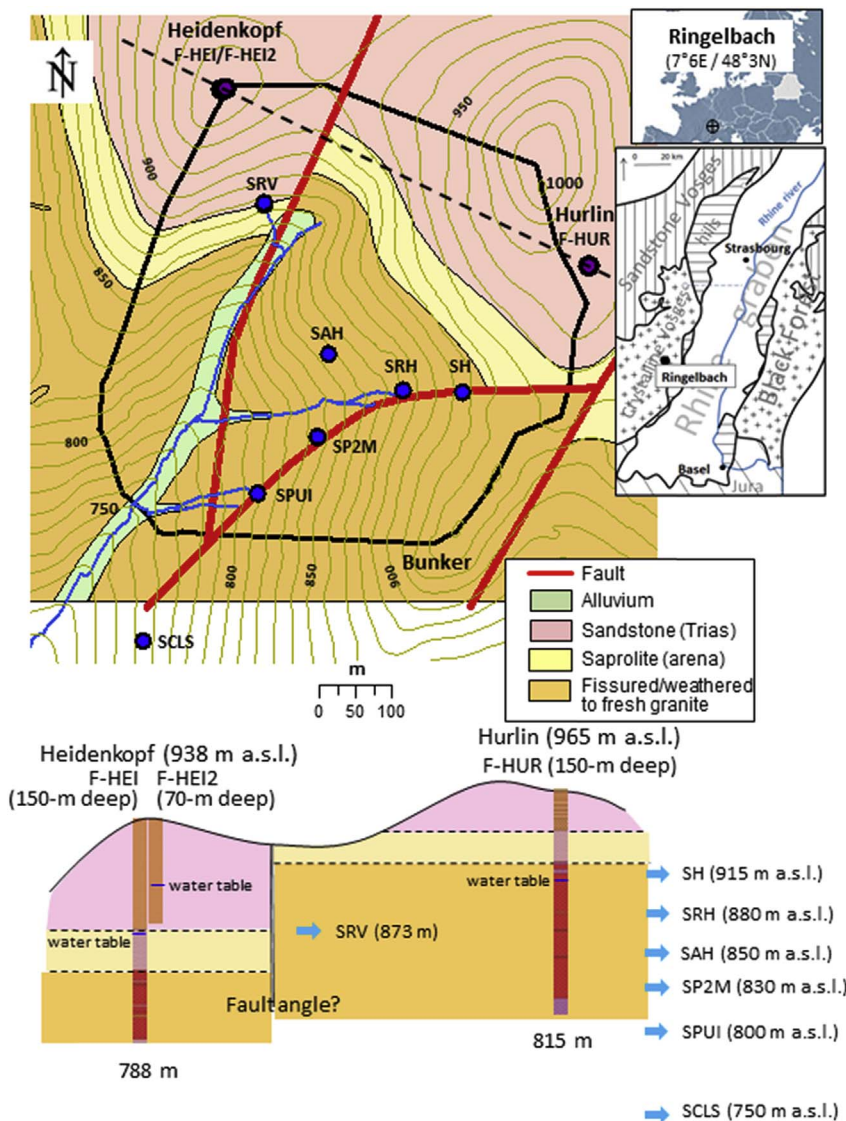 Heidenkopf
F-HEI/F-HEI2
N
950
900
SRV
1000
Hurlin
F-HUR
850
SAH
SRH
SH
800
SP2M
750
SPUI
Bunker
800
850
900
SCLS
m
0 50 100
Ringelbach
(7°6E / 48°3N)
0 20 km
Sandstone Vosges
hills
Rhine river
Strasbourg
Rhine graben
Black Forest
Crystalline Vosges
Ringelbach
Basel
Jura
Fault
Alluvium
Sandstone (Trias)
Saprolite (arena)
Fissured/weathered
to fresh granite
Heidenkopf (938 m a.s.l.)
F-HEI
(150-m deep)
F-HEI2
(70-m deep)
Hurlin (965 m a.s.l.)
F-HUR (150-m deep)
water table
water table
water table
SRV (873 m)
Fault angle?
788 m
815 m
SH (915 m a.s.l.)
SRH (880 m a.s.l.)
SAH (850 m a.s.l.)
SP2M (830 m a.s.l.)
SPUI (800 m a.s.l.)
SCLS (750 m a.s.l.)